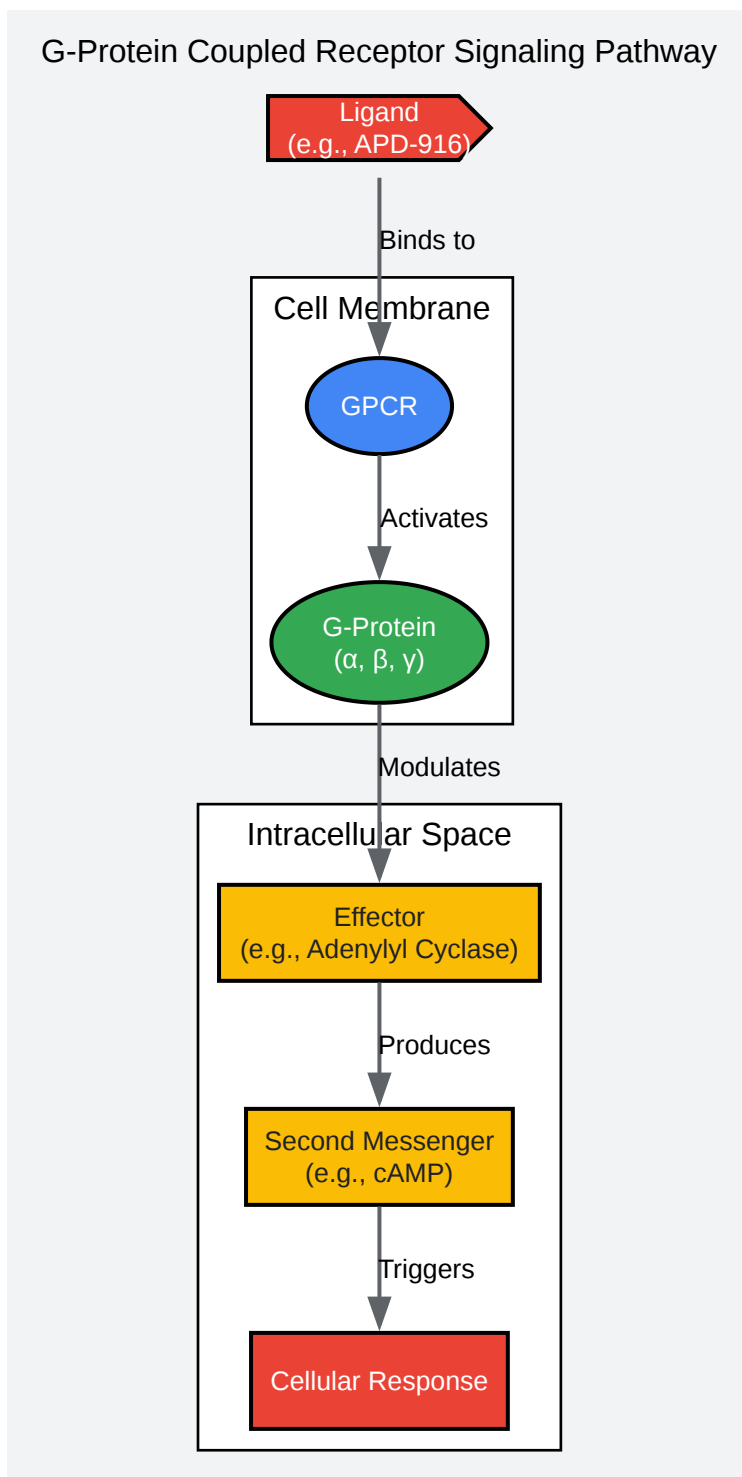 G-Protein Coupled Receptor Signaling Pathway
Ligand
(e.g., APD-916)
Binds to
Cell Membrane
GPCR
Activates
G-Protein
(α, β, γ)
Modulates
Intracellular Space
Effector
(e.g., Adenylyl Cyclase)
Produces
Second Messenger
(e.g., cAMP)
Triggers
Cellular Response